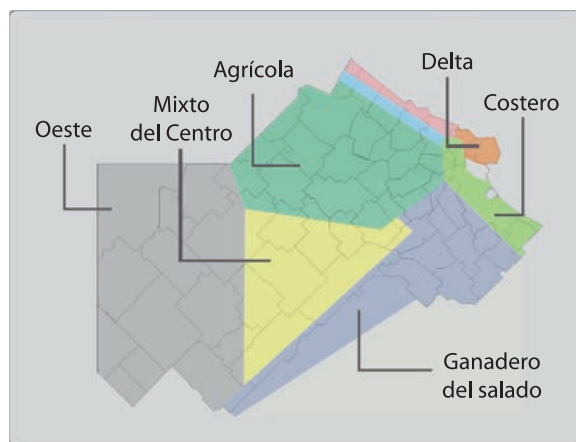 Delta
Agrícola
Costero
Mixto
del Centro
Oeste
Ganadero
del salado